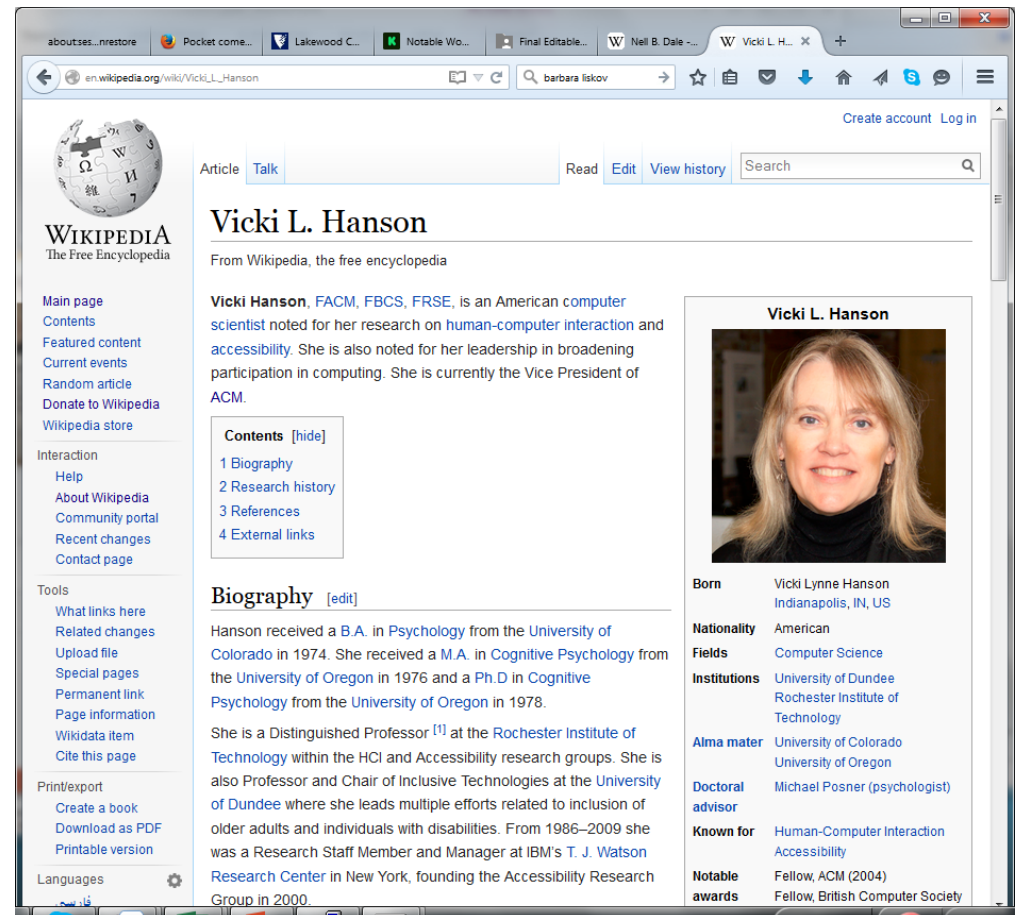 about:ses...nrestore
Pocket come...
Lakewood C...
Notable Wo...
Final Editable...
Nell B. Dale -...
Vicki L. H...
en.wikipedia.org/wiki/Vicki_L_Hanson
barbara liskov
Create account Log in
Article Talk
Read Edit View history
Search
WIKIPEDIA
The Free Encyclopedia
Main page
Contents
Featured content
Current events
Random article
Donate to Wikipedia
Wikipedia store
Interaction
Help
About Wikipedia
Community portal
Recent changes
Contact page
Tools
What links here
Related changes
Upload file
Special pages
Permanent link
Page information
Wikidata item
Cite this page
Print/export
Create a book
Download as PDF
Printable version
Languages
Vicki L. Hanson
From Wikipedia, the free encyclopedia
Vicki Hanson, FACM, FBCS, FRSE, is an American computer
scientist noted for her research on human-computer interaction and
accessibility. She is also noted for her leadership in broadening
participation in computing. She is currently the Vice President of
ACM.
Contents [hide]
1 Biography
2 Research history
3 References
4 External links
Biography [edit]
Hanson received a B.A. in Psychology from the University of
Colorado in 1974. She received a M.A. in Cognitive Psychology from
the University of Oregon in 1976 and a Ph.D in Cognitive
Psychology from the University of Oregon in 1978.
She is a Distinguished Professor [1] at the Rochester Institute of
Technology within the HCI and Accessibility research groups. She is
also Professor and Chair of Inclusive Technologies at the University
of Dundee where she leads multiple efforts related to inclusion of
older adults and individuals with disabilities. From 1986–2009 she
was a Research Staff Member and Manager at IBM's T. J. Watson
Research Center in New York, founding the Accessibility Research
Group in 2000.
Vicki L. Hanson
Born Vicki Lynne Hanson
Indianapolis, IN, US
Nationality American
Fields Computer Science
Institutions University of Dundee
Rochester Institute of
Technology
Alma mater University of Colorado
University of Oregon
Doctoral Michael Posner (psychologist)
advisor
Known for Human-Computer Interaction
Accessibility
Notable Fellow, ACM (2004)
awards Fellow, British Computer Society